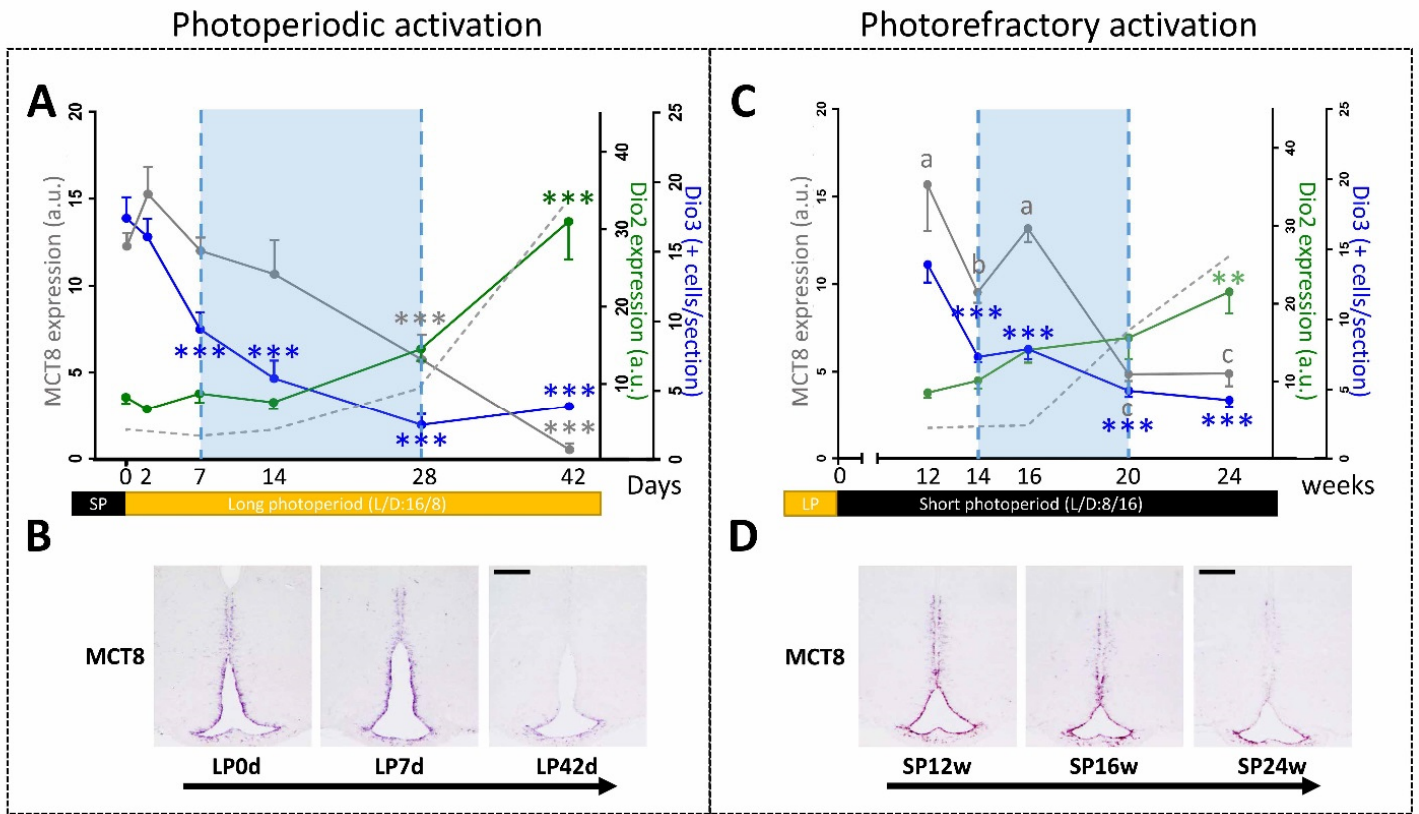 Photoperiodic activation
Photorefractory activation
A
MCT8 expression (a.u.)
20
15
10
5
0
***
***
***
***
***
***
***
40
30
20
10
Dio2 expression (a.u.)
25
20
15
10
5
0
Dio3 (+ cells/section)
0 2 7 14 28 42 Days
SP Long photoperiod (L/D:16/8)
B
MCT8
LP0d LP7d LP42d
C
MCT8 expression (a.u.)
20
15
10
5
0
a
b
a
c
c
***
***
***
***
**
40
30
20
10
Dio2 expression (a.u.)
25
20
15
10
5
0
Dio3 (+ cells/section)
0 12 14 16 20 24 weeks
LP Short photoperiod (L/D:8/16)
D
MCT8
SP12w SP16w SP24w